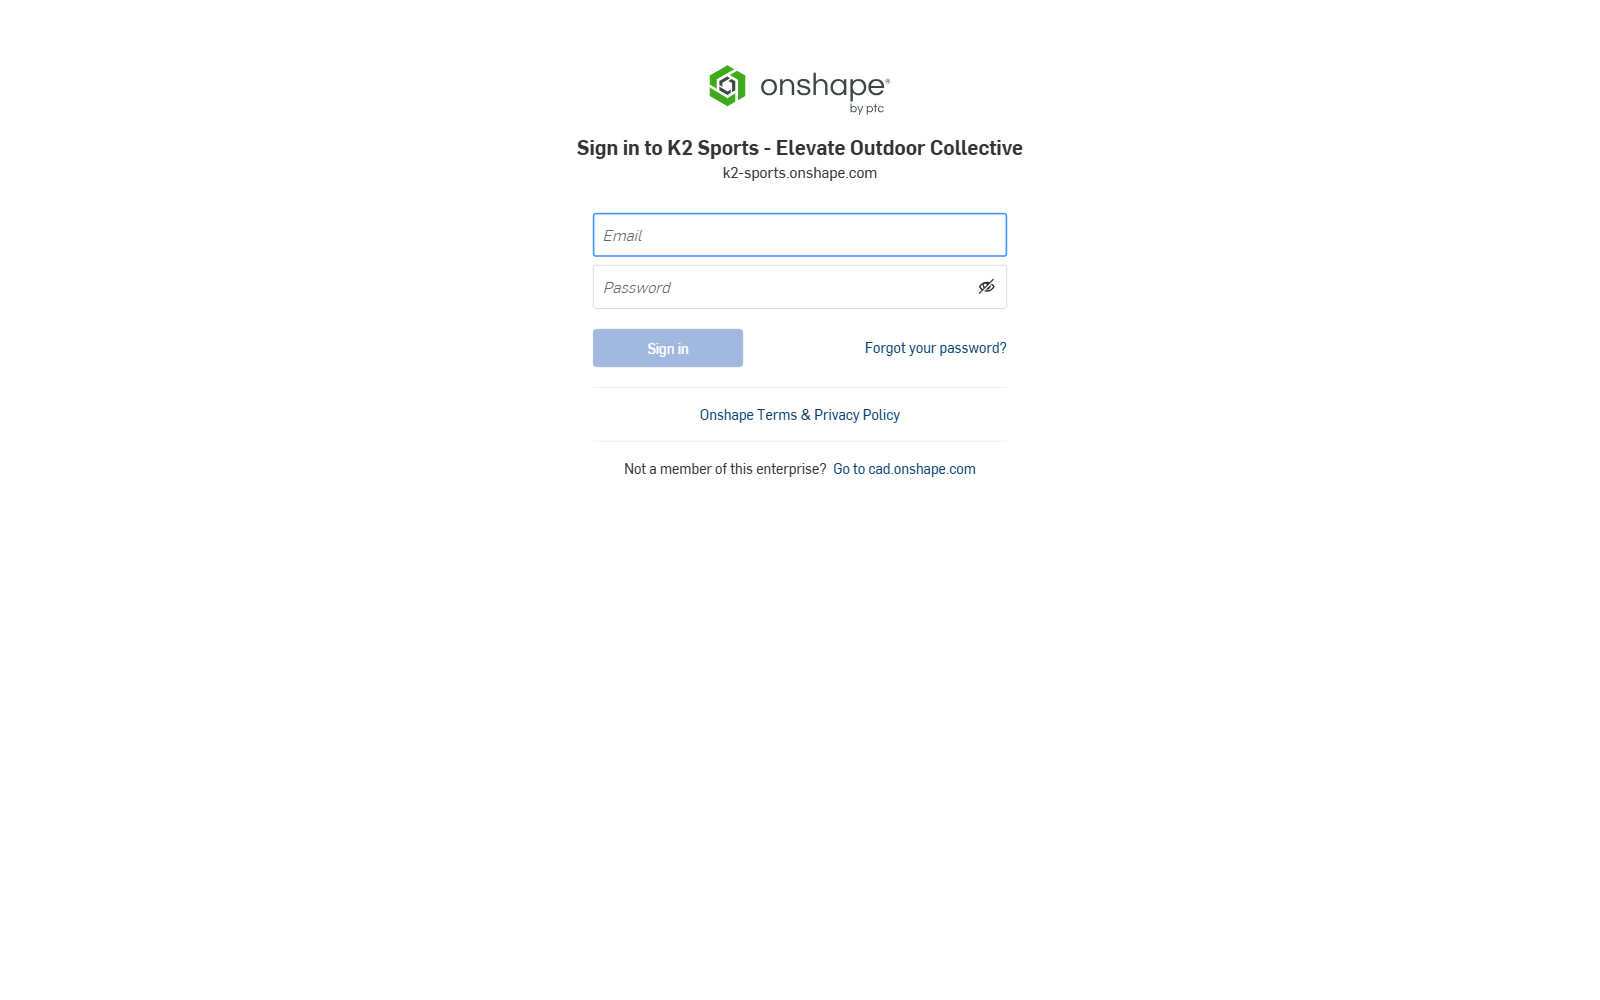 onshape®
by ptc
Sign in to K2 Sports - Elevate Outdoor Collective
k2-sports.onshape.com
Email
Password
Sign in
Forgot your password?
Onshape Terms & Privacy Policy
Not a member of this enterprise? Go to cad.onshape.com